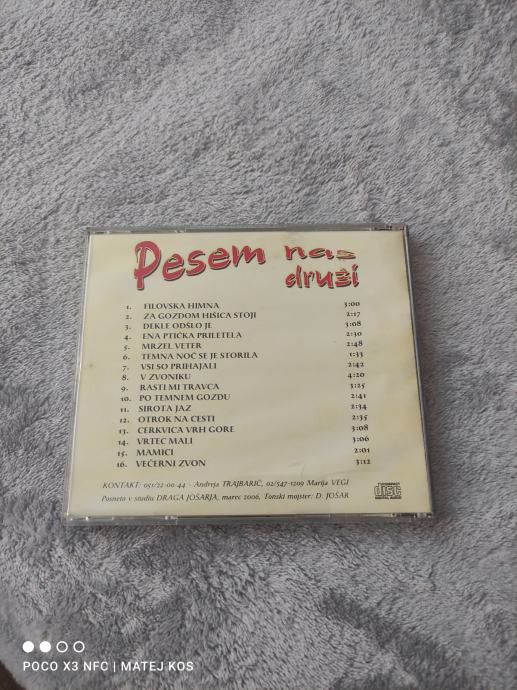 Pesem nas
druži
1. FILOVSKA HIMNA 3:00
2. ZA GOZDOM HIŠICA STOJI 2:17
3. DEKLE ODŠLO JE 3:08
4. ENA PTIČKA PRILETELA 2:30
5. MRZEL VETER 2:48
6. TEMNA NOČ SE JE STORILA 1:33
7. VSI SO PRIHAJALI 2:42
8. V ZVONIKU 4:20
9. RASTI MI TRAVCA 3:25
10. PO TEMNEM GOZDU 2:41
11. SIROTA JAZ 2:34
12. OTROK NA CESTI 2:35
13. CERKVICA VRH GORE 3:08
14. VRTEC MALI 3:06
15. MAMICI 2:01
16. VEČERNI ZVON 3:12
KONTAKT: 051/22-00-44 - Andreja TRAJBARIČ, 02/547-1209 Marija VEGI
Posneto v studiu DRAGA JOŠARJA, marec 2006, Tonski mojster: D. JOŠAR
COMPACT
disc
DIGITAL AUDIO
POCO X3 NFC | MATEJ KOS